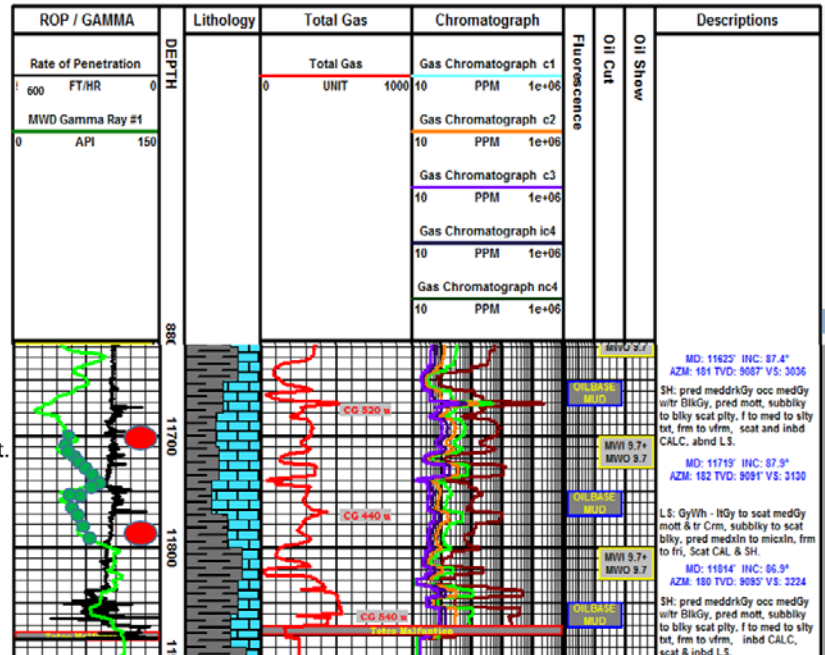 ROP / GAMMA
Rate of Penetration
600 FT/HR 0
MWD Gamma Ray #1
0 API 150
DEPTH
Lithology
Total Gas
Total Gas
0 UNIT 1000
Chromatograph
Gas Chromatograph c1
10 PPM 1e+06
Gas Chromatograph c2
10 PPM 1e+06
Gas Chromatograph c3
10 PPM 1e+06
Gas Chromatograph ic4
10 PPM 1e+06
Gas Chromatograph nc4
10 PPM 1e+06
Fluorescence
Oil Cut
Oil Show
Descriptions
t.
11700
11800
CG 520 u
CG 440 u
CG 540 u
Totco Malfuntion
MWO 9.7
OILBASE
MUD
MWI 9.7+
MWO 9.7
OILBASE
MUD
MWI 9.7+
MWO 9.7
OILBASE
MUD
MD: 11625' INC: 87.4°
AZM: 181 TVD: 9087' VS: 3036
SH: pred meddrkGy occ medGy
w/tr BlkGy, pred mott, subblky
to blky scat plty, f to med to slty
txt, frm to vfrm, scat and inbd
CALC, abnd LS.
MD: 11719' INC: 87.9°
AZM: 182 TVD: 9091' VS: 3130
LS: GyWh - ltGy to scat medGy
mott & tr Crm, subblky to scat
blky, pred medxln to micxln, frm
to fri, Scat CAL & SH.
MD: 11814' INC: 86.9°
AZM: 180 TVD: 9095' VS: 3224
SH: pred meddrkGy occ medGy
w/tr BlkGy, pred mott, subblky
to blky scat plty, f to med to slty
txt, frm to vfrm, inbd CALC,
scat & inbd LS.